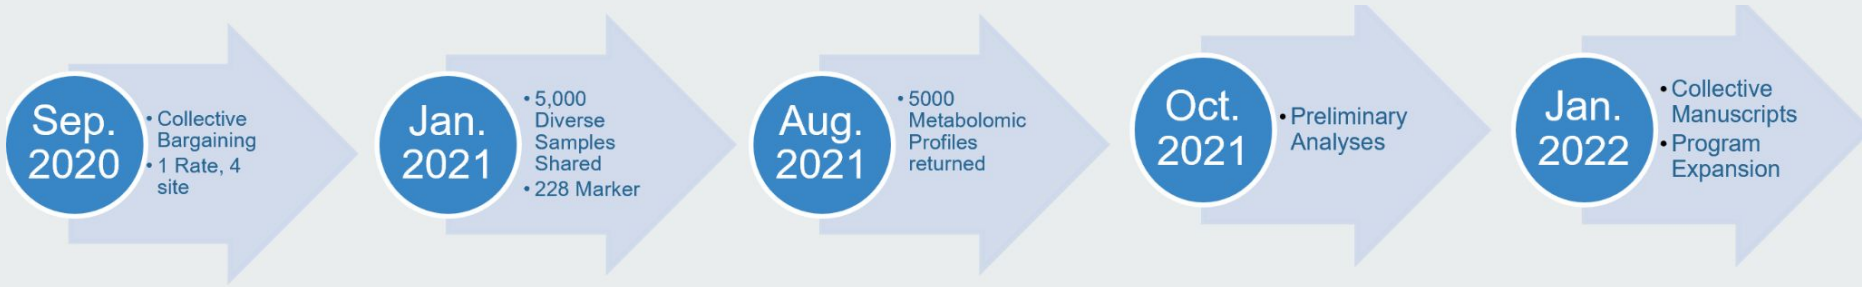 Sep.
2020
• Collective
Bargaining
• 1 Rate, 4
site
Jan.
2021
• 5,000
Diverse
Samples
Shared
• 228 Marker
Aug.
2021
• 5000
Metabolomic
Profiles
returned
Oct.
2021
• Preliminary
Analyses
Jan.
2022
• Collective
Manuscripts
• Program
Expansion